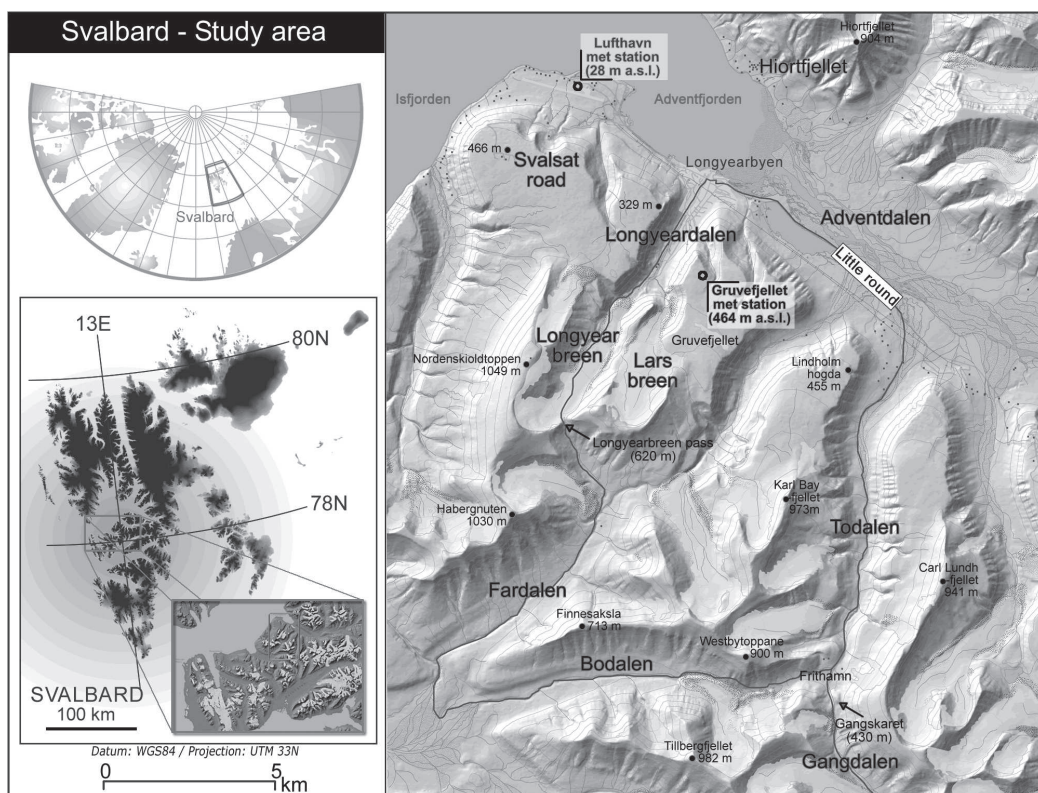 Svalbard - Study area
Svalbard
13E
80N
78N
SVALBARD
100 km
Datum: WGS84 / Projection: UTM 33N
0
5
km
Lufthavn
met station
(28 m a.s.l.)
Hiortfjellet
904 m
Hiortfjellet
Isfjorden
Adventfjorden
466 m
Svalsat
road
Longyearbyen
329 m
Longyeardalen
Adventdalen
Little round
Gruvefjellet
met station
(464 m a.s.l.)
Gruvefjellet
Longyear
breen
Nordenskioldtoppen
1049 m
Lars
breen
Lindholm
hogda
455 m
Longyearbreen pass
(620 m)
Karl Bay
fjellet
973m
Habergnuten
1030 m
Todalen
Carl Lundh
fjellet
941 m
Fardalen
Finnesaksla
713 m
Westbytoppane
900 m
Bodalen
Frithamn
Gangskaret
(430 m)
Tillbergfjellet
982 m
Gangdalen